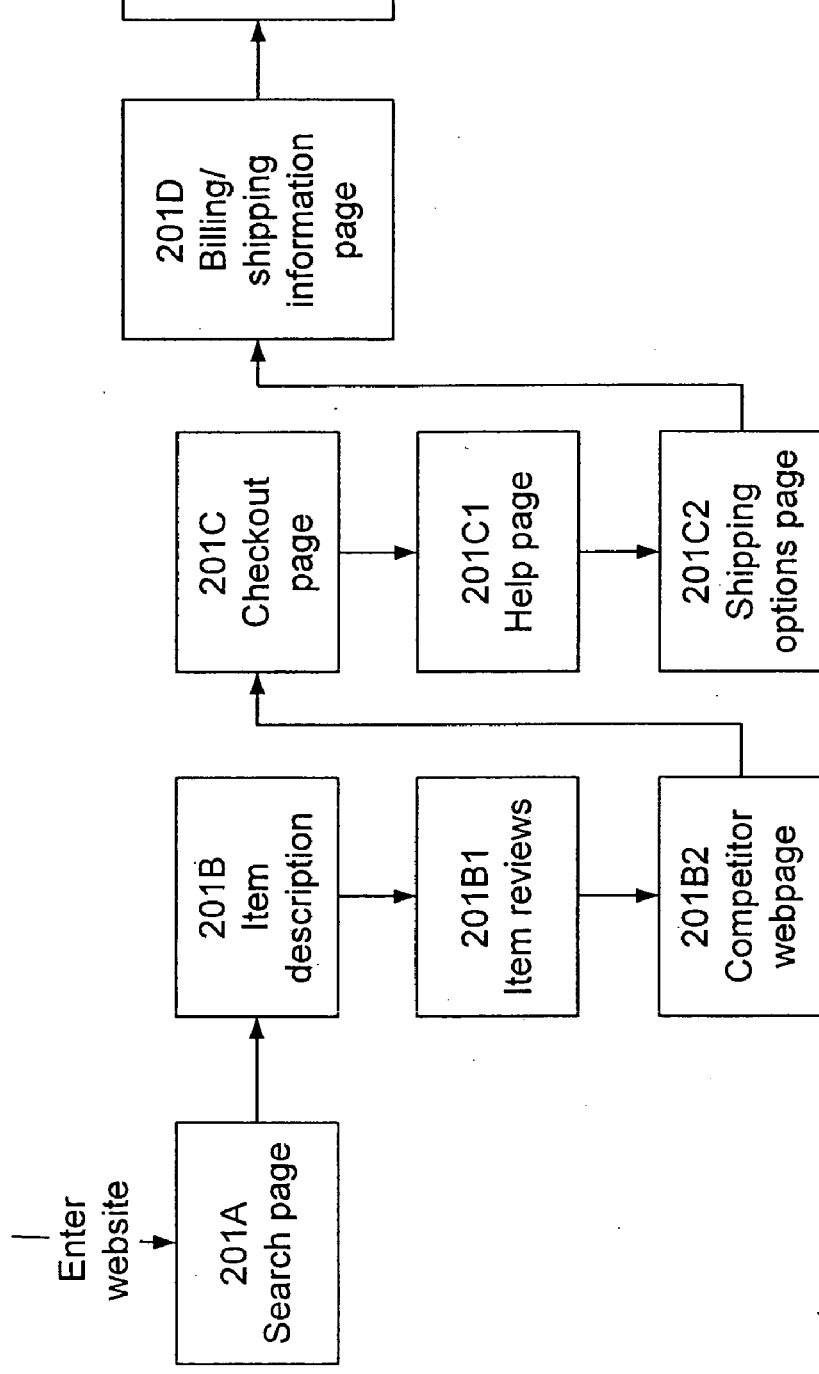 Enter
website
201A
Search page
201B
Item
description
201B1
Item reviews
201B2
Competitor
webpage
201C
Checkout
page
201C1
Help page
201C2
Shipping
options page
201D
Billing/
shipping
information
page